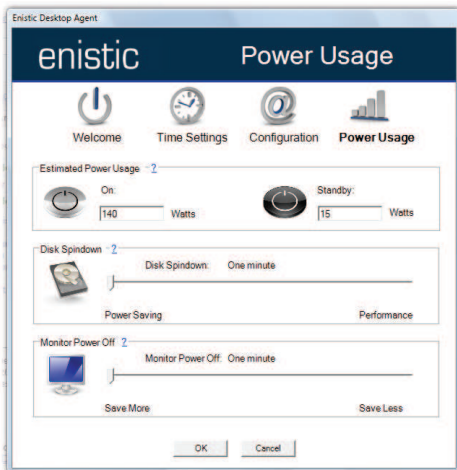 Enistic Desktop Agent
enistic Power Usage
Welcome Time Settings Configuration Power Usage
Estimated Power Usage ?
On: Standby:
140 Watts 15 Watts
Disk Spindown ?
Disk Spindown: One minute
Power Saving Performance
Monitor Power Off ?
Monitor Power Off: One minute
Save More Save Less
OK Cancel